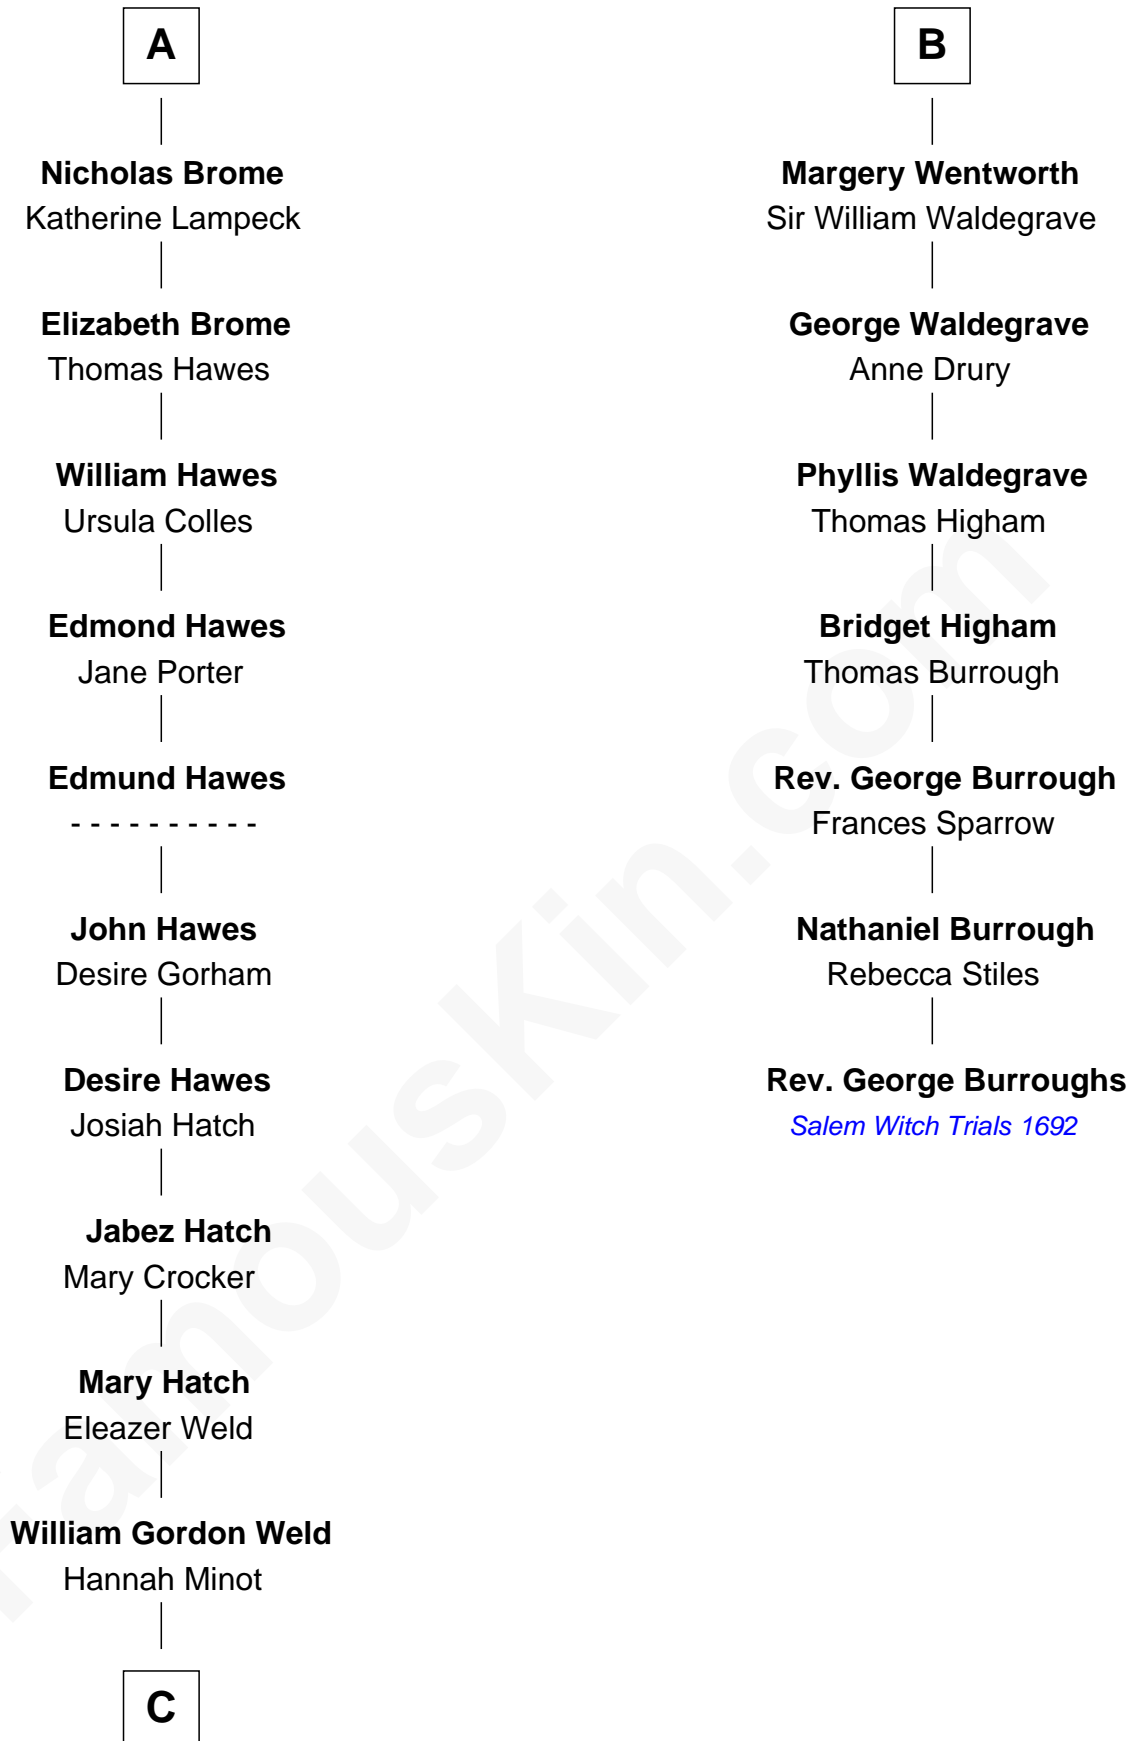 A
Nicholas Brome
Katherine Lampeck
Elizabeth Brome
Thomas Hawes
William Hawes
Ursula Colles
Edmond Hawes
Jane Porter
Edmund Hawes
- - - - - - - - - -
John Hawes
Desire Gorham
Desire Hawes
Josiah Hatch
Jabez Hatch
Mary Crocker
Mary Hatch
Eleazer Weld
William Gordon Weld
Hannah Minot
C
B
Margery Wentworth
Sir William Waldegrave
George Waldegrave
Anne Drury
Phyllis Waldegrave
Thomas Higham
Bridget Higham
Thomas Burrough
Rev. George Burrough
Frances Sparrow
Nathaniel Burrough
Rebecca Stiles
Rev. George Burroughs
Salem Witch Trials 1692
FamousKin.com